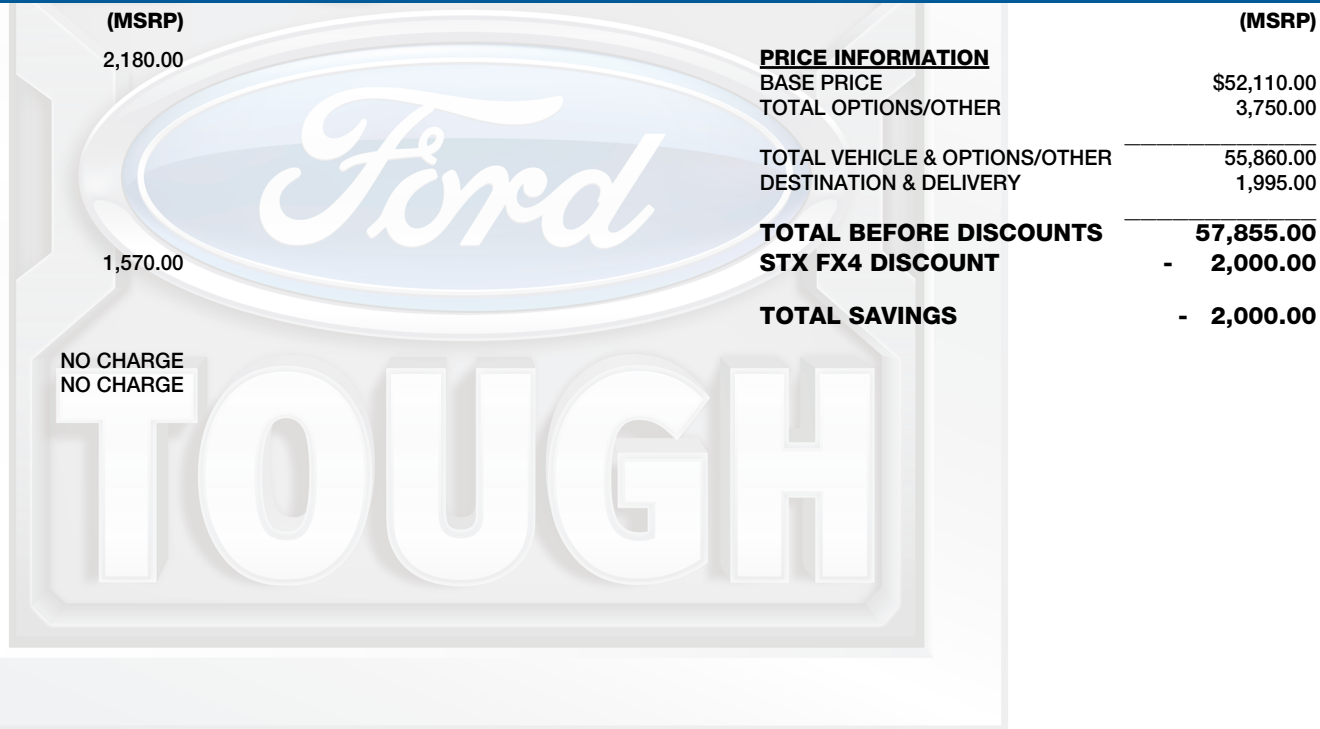 (MSRP)
2,180.00
1,570.00
NO CHARGE
NO CHARGE
Ford
TOUGH
(MSRP)
PRICE INFORMATION
BASE PRICE $52,110.00
TOTAL OPTIONS/OTHER 3,750.00
TOTAL VEHICLE & OPTIONS/OTHER 55,860.00
DESTINATION & DELIVERY 1,995.00
TOTAL BEFORE DISCOUNTS 57,855.00
STX FX4 DISCOUNT - 2,000.00
TOTAL SAVINGS - 2,000.00